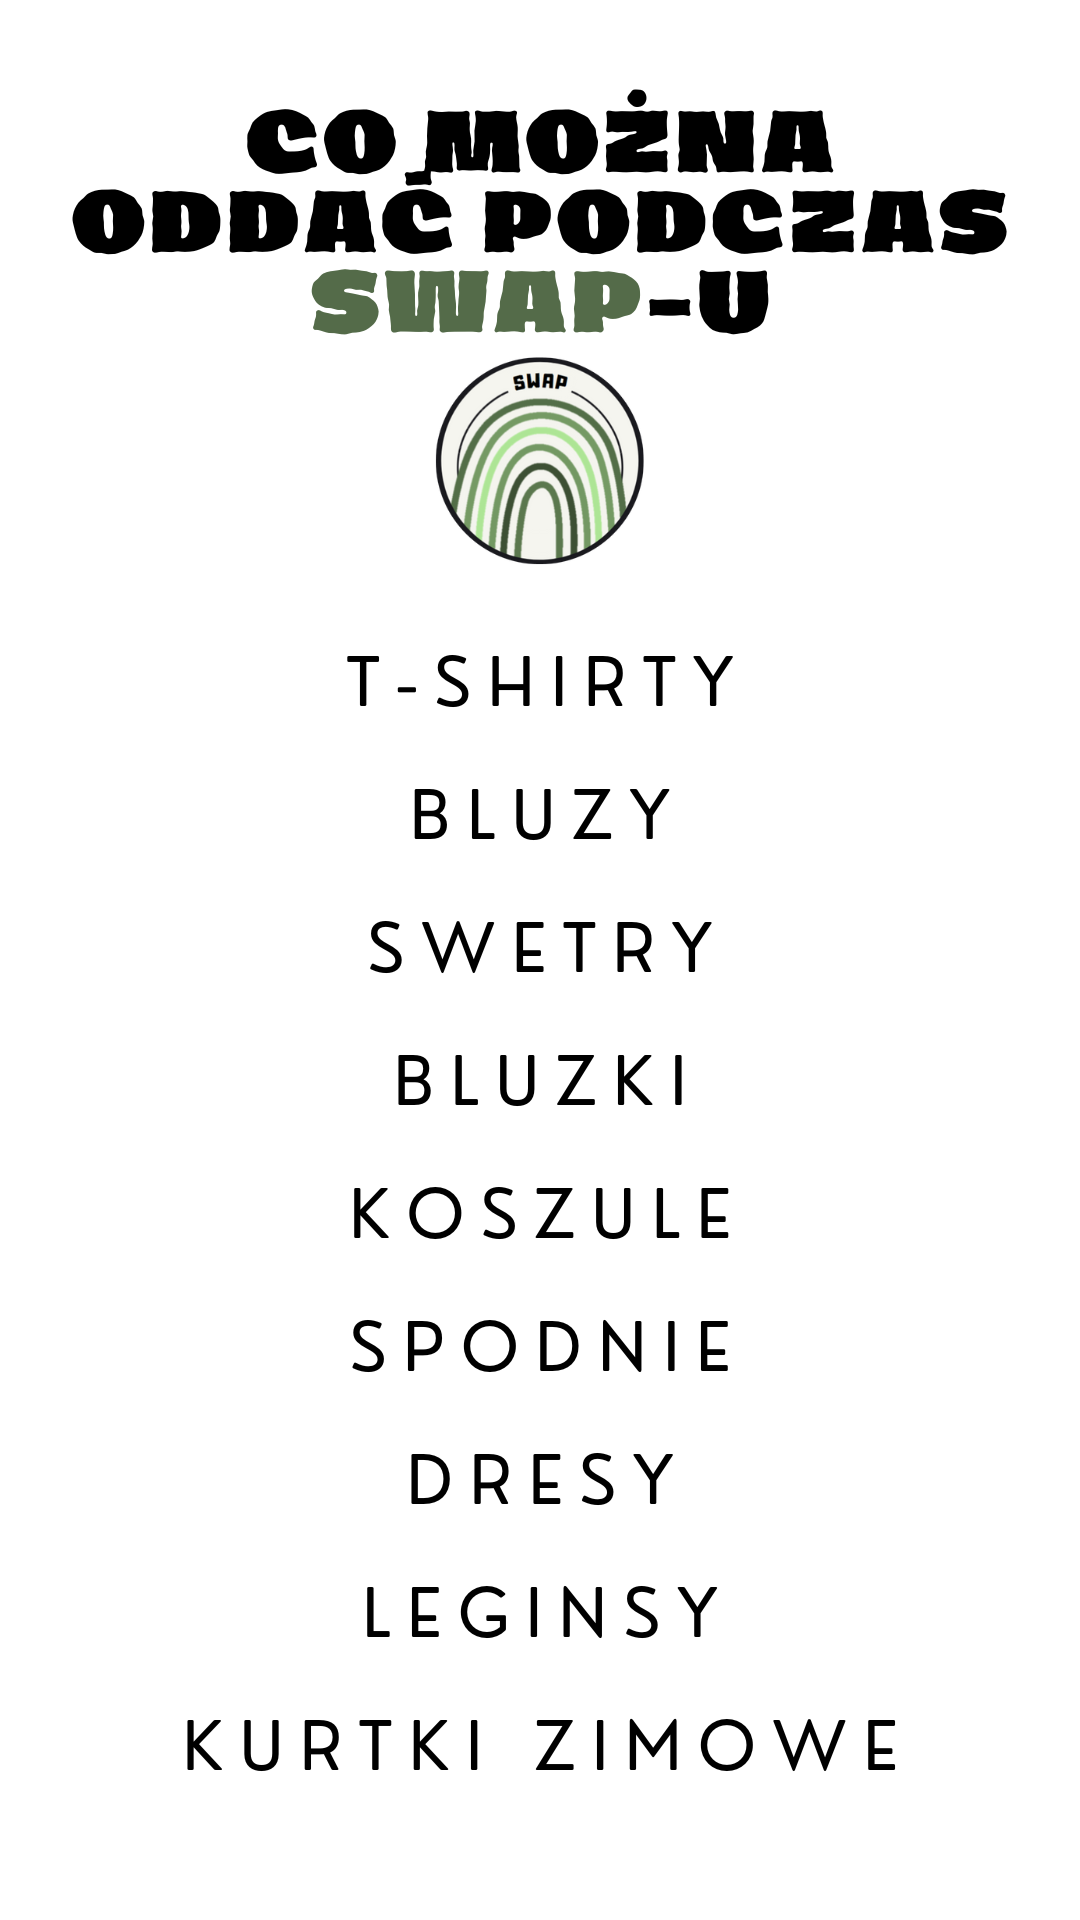 CO MOŻNA
ODDAĆ PODCZAS
SWAP-U
SWAP
T-SHIRTY
BLUZY
SWETRY
BLUZKI
KOSZULE
SPODNIE
DRESY
LEGINSY
KURTKI ZIMOWE